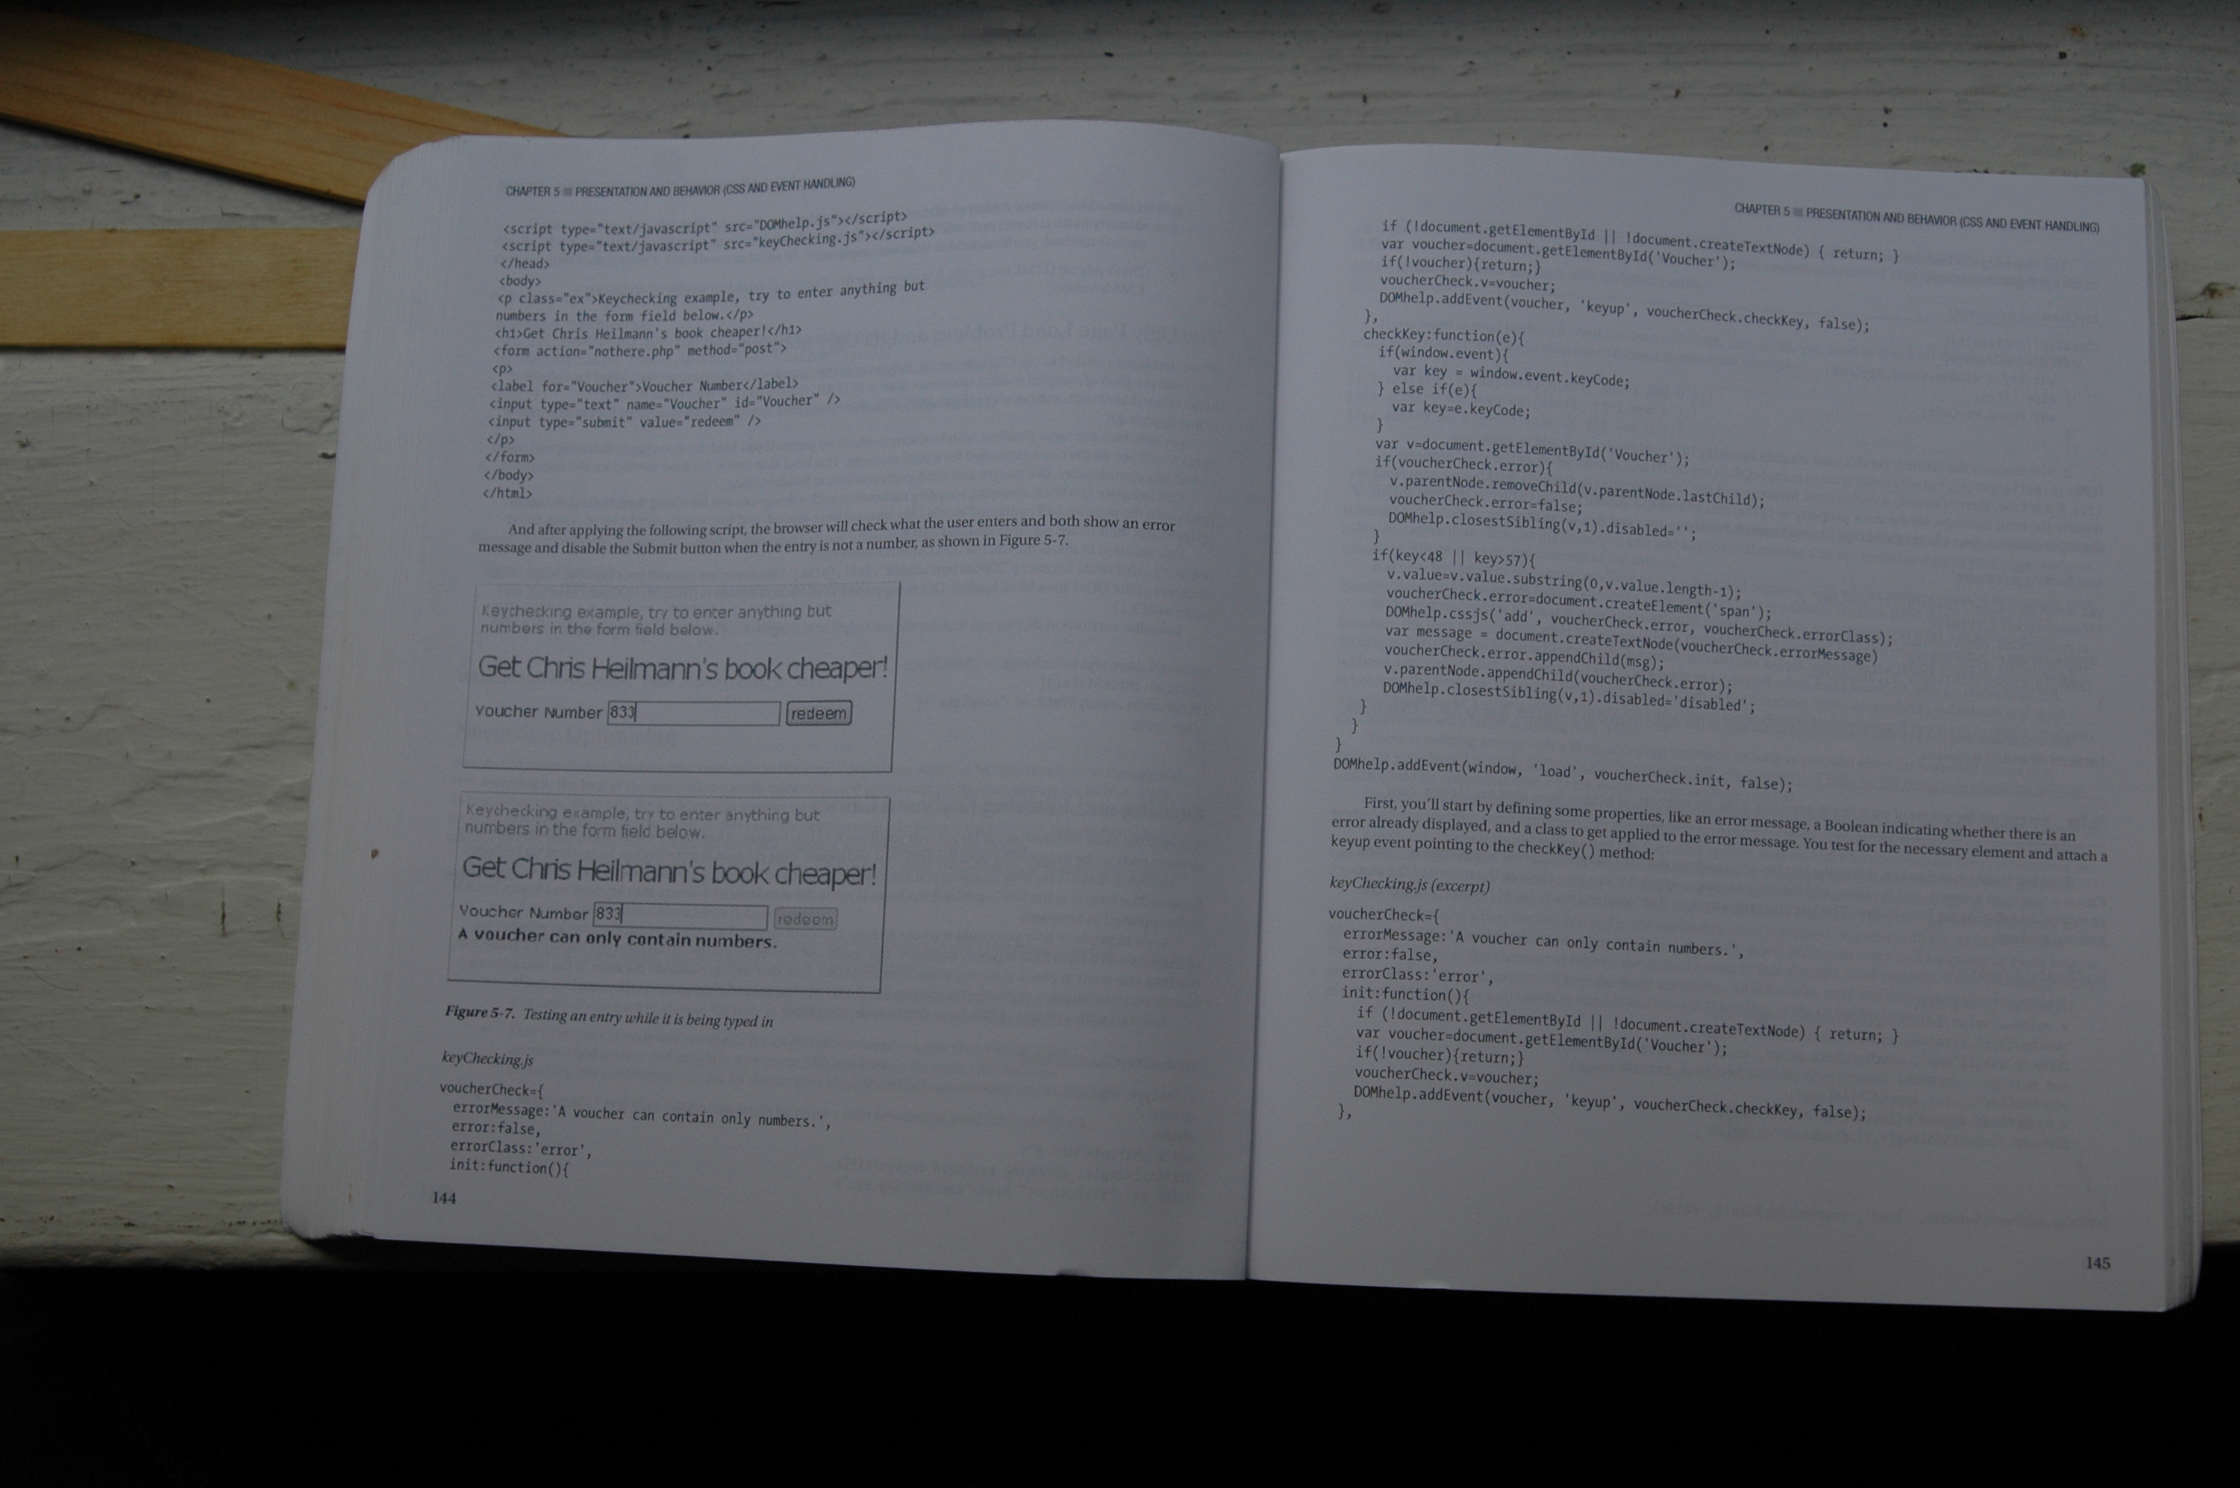 CHAPTER 5 ■ PRESENTATION AND BEHAVIOR (CSS AND EVENT HANDLING)
<script type="text/javascript" src="DOMhelp.js"></script>
<script type="text/javascript" src="keyChecking.js"></script>
</head>
<body>
<p class="ex">Keychecking example, try to enter anything but
numbers in the form field below.</p>
<h1>Get Chris Heilmann's book cheaper!</h1>
<form action="nothere.php" method="post">
<p>
<label for="Voucher">Voucher Number</label>
<input type="text" name="Voucher" id="Voucher" />
<input type="submit" value="redeem" />
</p>
</form>
</body>
</html>
And after applying the following script, the browser will check what the user enters and both show an error
message and disable the Submit button when the entry is not a number, as shown in Figure 5-7.
Keychecking example, try to enter anything but
numbers in the form field below.
Get Chris Heilmann's book cheaper!
Voucher Number 833 redeem
Keychecking example, try to enter anything but
numbers in the form field below.
Get Chris Heilmann's book cheaper!
Voucher Number 833 redeem
A voucher can only contain numbers.
Figure 5-7. Testing an entry while it is being typed in
keyChecking.js
voucherCheck={
errorMessage:'A voucher can contain only numbers.',
error:false,
errorClass:'error',
init:function(){
144
CHAPTER 5 ■ PRESENTATION AND BEHAVIOR (CSS AND EVENT HANDLING)
if (!document.getElementById || !document.createTextNode) { return; }
var voucher=document.getElementById('Voucher');
if(!voucher){return;}
voucherCheck.v=voucher;
DOMhelp.addEvent(voucher, 'keyup', voucherCheck.checkKey, false);
},
checkKey:function(e){
if(window.event){
var key = window.event.keyCode;
} else if(e){
var key=e.keyCode;
}
var v=document.getElementById('Voucher');
if(voucherCheck.error){
v.parentNode.removeChild(v.parentNode.lastChild);
voucherCheck.error=false;
DOMhelp.closestSibling(v,1).disabled='';
}
if(key<48 || key>57){
v.value=v.value.substring(0,v.value.length-1);
voucherCheck.error=document.createElement('span');
DOMhelp.cssjs('add', voucherCheck.error, voucherCheck.errorClass);
var message = document.createTextNode(voucherCheck.errorMessage)
voucherCheck.error.appendChild(msg);
v.parentNode.appendChild(voucherCheck.error);
DOMhelp.closestSibling(v,1).disabled='disabled';
}
}
}
DOMhelp.addEvent(window, 'load', voucherCheck.init, false);
First, you'll start by defining some properties, like an error message, a Boolean indicating whether there is an
error already displayed, and a class to get applied to the error message. You test for the necessary element and attach a
keyup event pointing to the checkKey() method:
keyChecking.js (excerpt)
voucherCheck={
errorMessage:'A voucher can only contain numbers.',
error:false,
errorClass:'error',
init:function(){
if (!document.getElementById || !document.createTextNode) { return; }
var voucher=document.getElementById('Voucher');
if(!voucher){return;}
voucherCheck.v=voucher;
DOMhelp.addEvent(voucher, 'keyup', voucherCheck.checkKey, false);
},
145